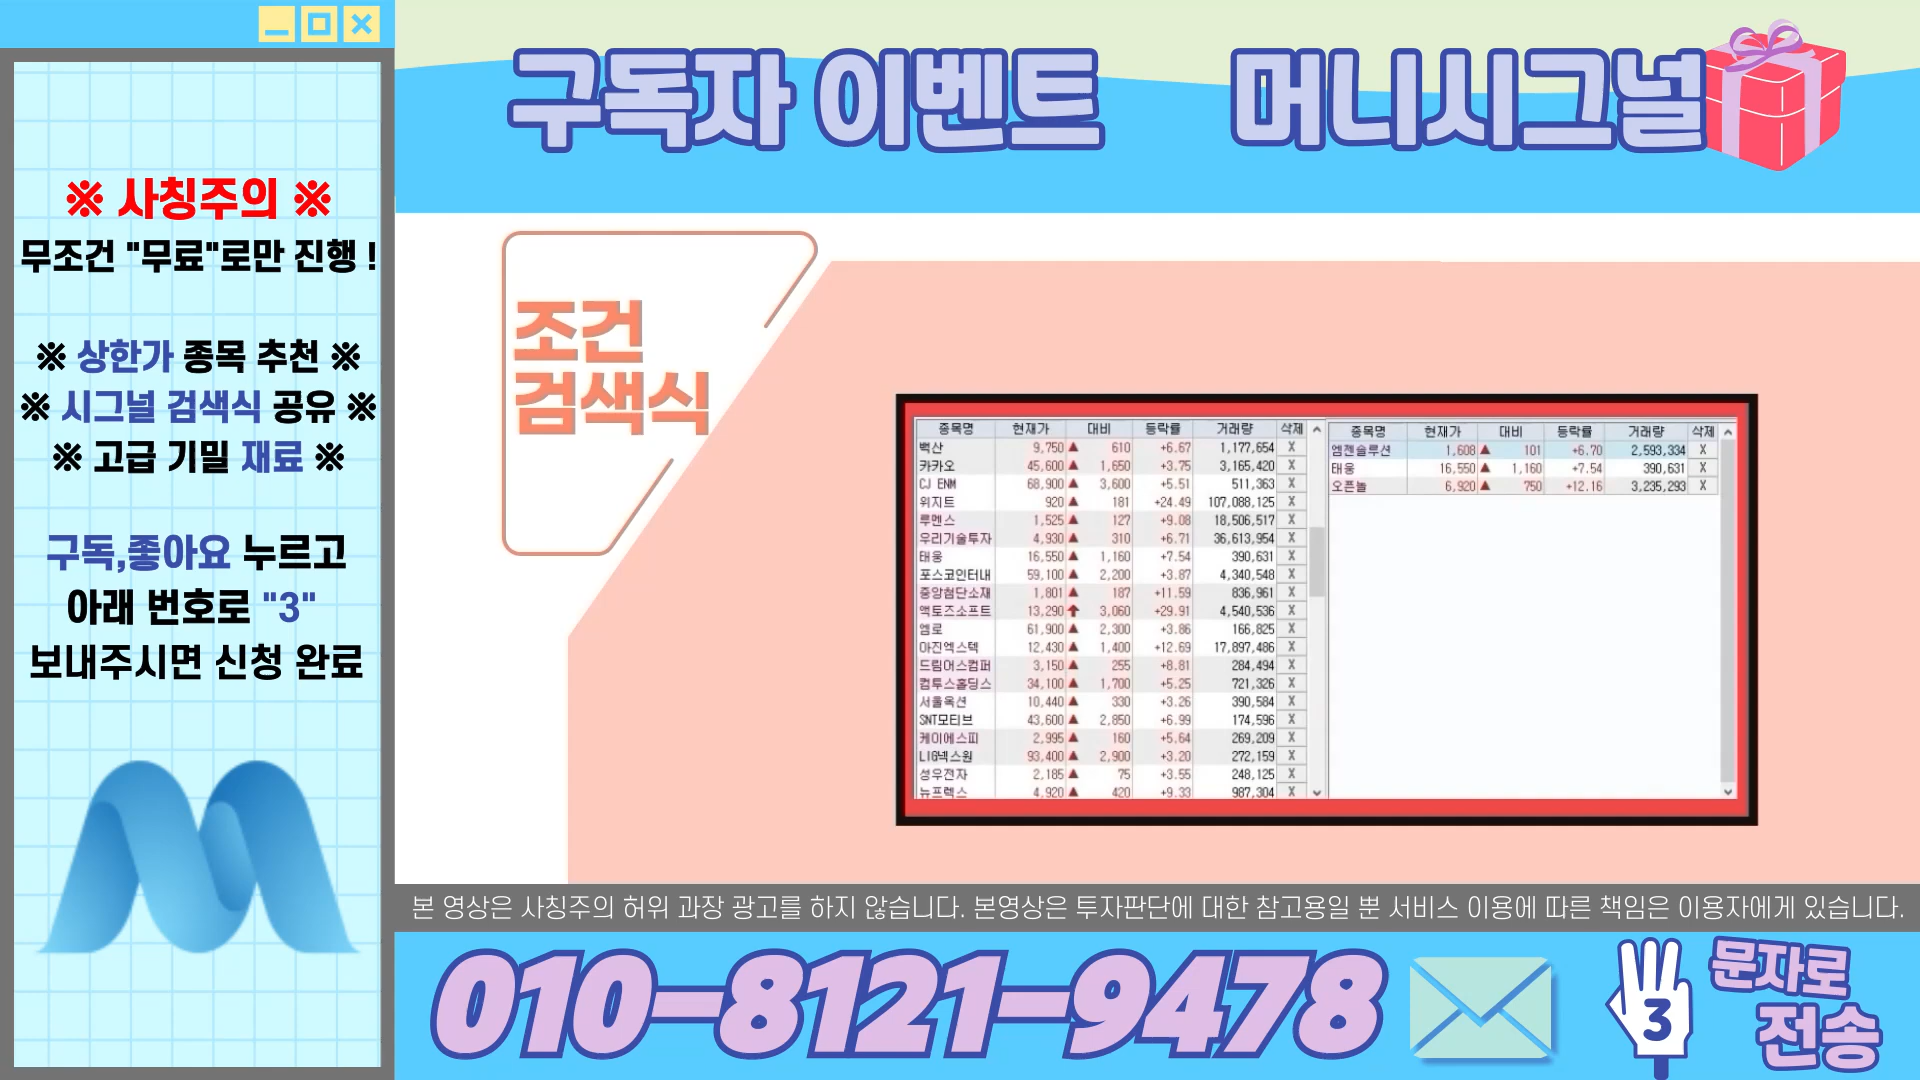 구독자 이벤트 머니시그널
※ 사칭주의 ※
무조건 "무료"로만 진행 !
※ 상한가 종목 추천 ※
※ 시그널 검색식 공유 ※
※ 고급 기밀 재료 ※
구독,좋아요 누르고
아래 번호로 "3"
보내주시면 신청 완료
조건
검색식
종목명 현재가 대비 등락률 거래량 삭제
백산 9,750 ▲ 610 +6.67 1,177,654 X
카카오 45,600 ▲ 1,650 +3.75 3,165,420 X
CJ ENM 68,900 ▲ 3,600 +5.51 511,363 X
위지트 920 ▲ 181 +24.49 107,088,125 X
루멘스 1,525 ▲ 127 +9.08 18,506,517 X
우리기술투자 4,930 ▲ 310 +6.71 36,613,954 X
태웅 16,550 ▲ 1,160 +7.54 390,631 X
포스코인터내 59,100 ▲ 2,200 +3.87 4,340,548 X
중앙첨단소재 1,801 ▲ 187 +11.59 836,961 X
액토즈소프트 13,290 ↑ 3,060 +29.91 4,540,536 X
엠로 61,900 ▲ 2,300 +3.86 166,825 X
아진엑스텍 12,430 ▲ 1,400 +12.69 17,897,486 X
드림어스컴퍼 3,150 ▲ 255 +8.81 284,494 X
컴투스홀딩스 34,100 ▲ 1,700 +5.25 721,326 X
서울옥션 10,440 ▲ 330 +3.26 390,584 X
SNT모티브 43,600 ▲ 2,850 +6.99 174,596 X
케이에스피 2,995 ▲ 160 +5.64 269,209 X
LIG넥스원 93,400 ▲ 2,900 +3.20 272,159 X
성우전자 2,185 ▲ 75 +3.55 248,125 X
뉴프렉스 4,920 ▲ 420 +9.33 987,304 X
종목명 현재가 대비 등락률 거래량 삭제
엠젠솔루션 1,608 ▲ 101 +6.70 2,593,334 X
태웅 16,550 ▲ 1,160 +7.54 390,631 X
오픈놀 6,920 ▲ 750 +12.16 3,235,293 X
본 영상은 사칭주의 허위 과장 광고를 하지 않습니다. 본영상은 투자판단에 대한 참고용일 뿐 서비스 이용에 따른 책임은 이용자에게 있습니다.
010-8121-9478
3
문자로
전송